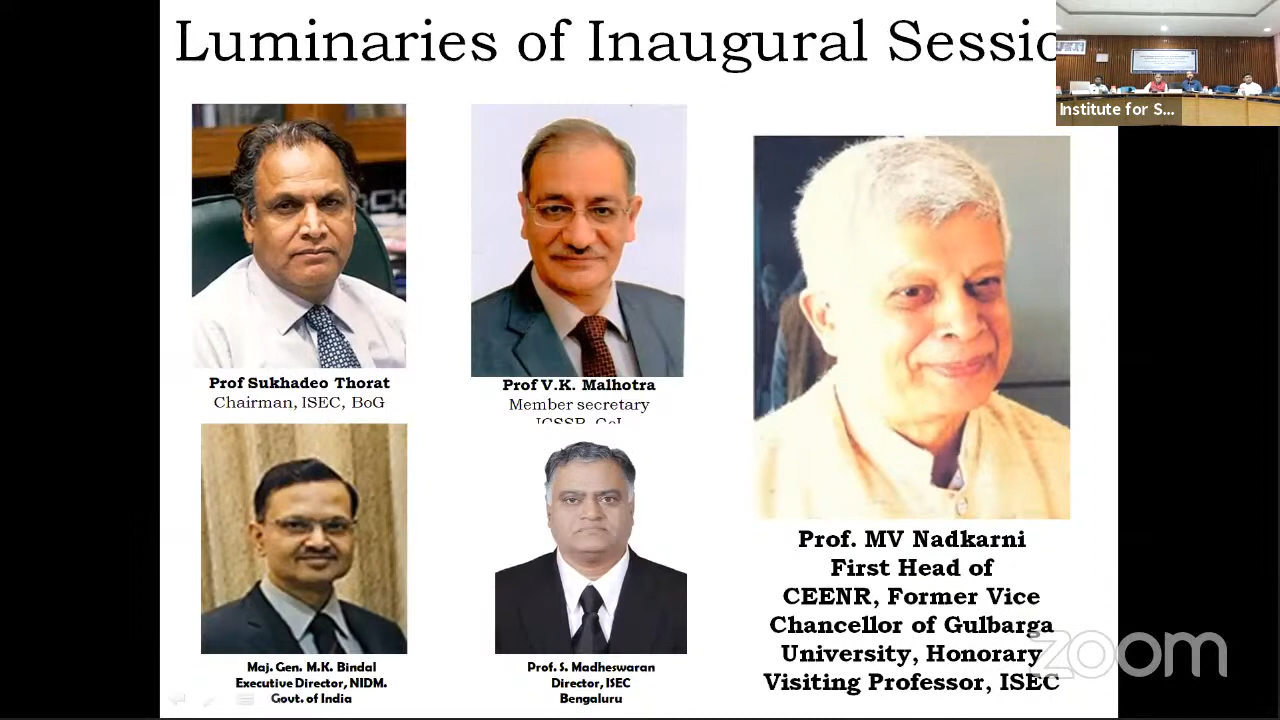 Luminaries of Inaugural Sessio
Institute for S...
Prof Sukhadeo Thorat
Chairman, ISEC, BoG
Prof V.K. Malhotra
Member secretary
ICSSR, GoI
Prof. MV Nadkarni
First Head of
CEENR, Former Vice
Chancellor of Gulbarga
University, Honorary
Visiting Professor, ISEC
Maj. Gen. M.K. Bindal
Executive Director, NIDM.
Govt. of India
Prof. S. Madheswaran
Director, ISEC
Bengaluru
zoom